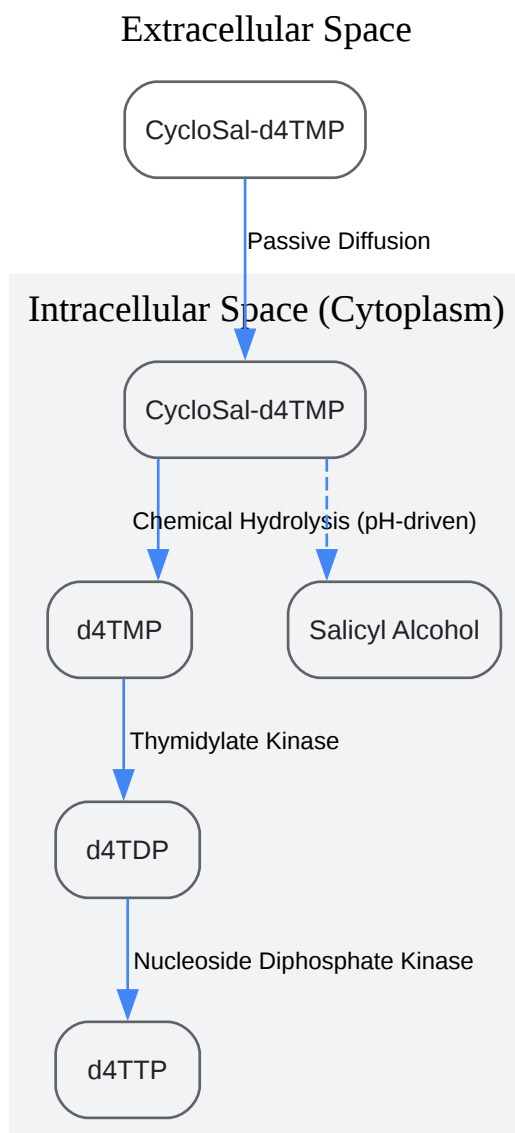 Extracellular Space
CycloSal-d4TMP
Passive Diffusion
Intracellular Space (Cytoplasm)
CycloSal-d4TMP
Chemical Hydrolysis (pH-driven)
d4TMP
Salicyl Alcohol
Thymidylate Kinase
d4TDP
Nucleoside Diphosphate Kinase
d4TTP